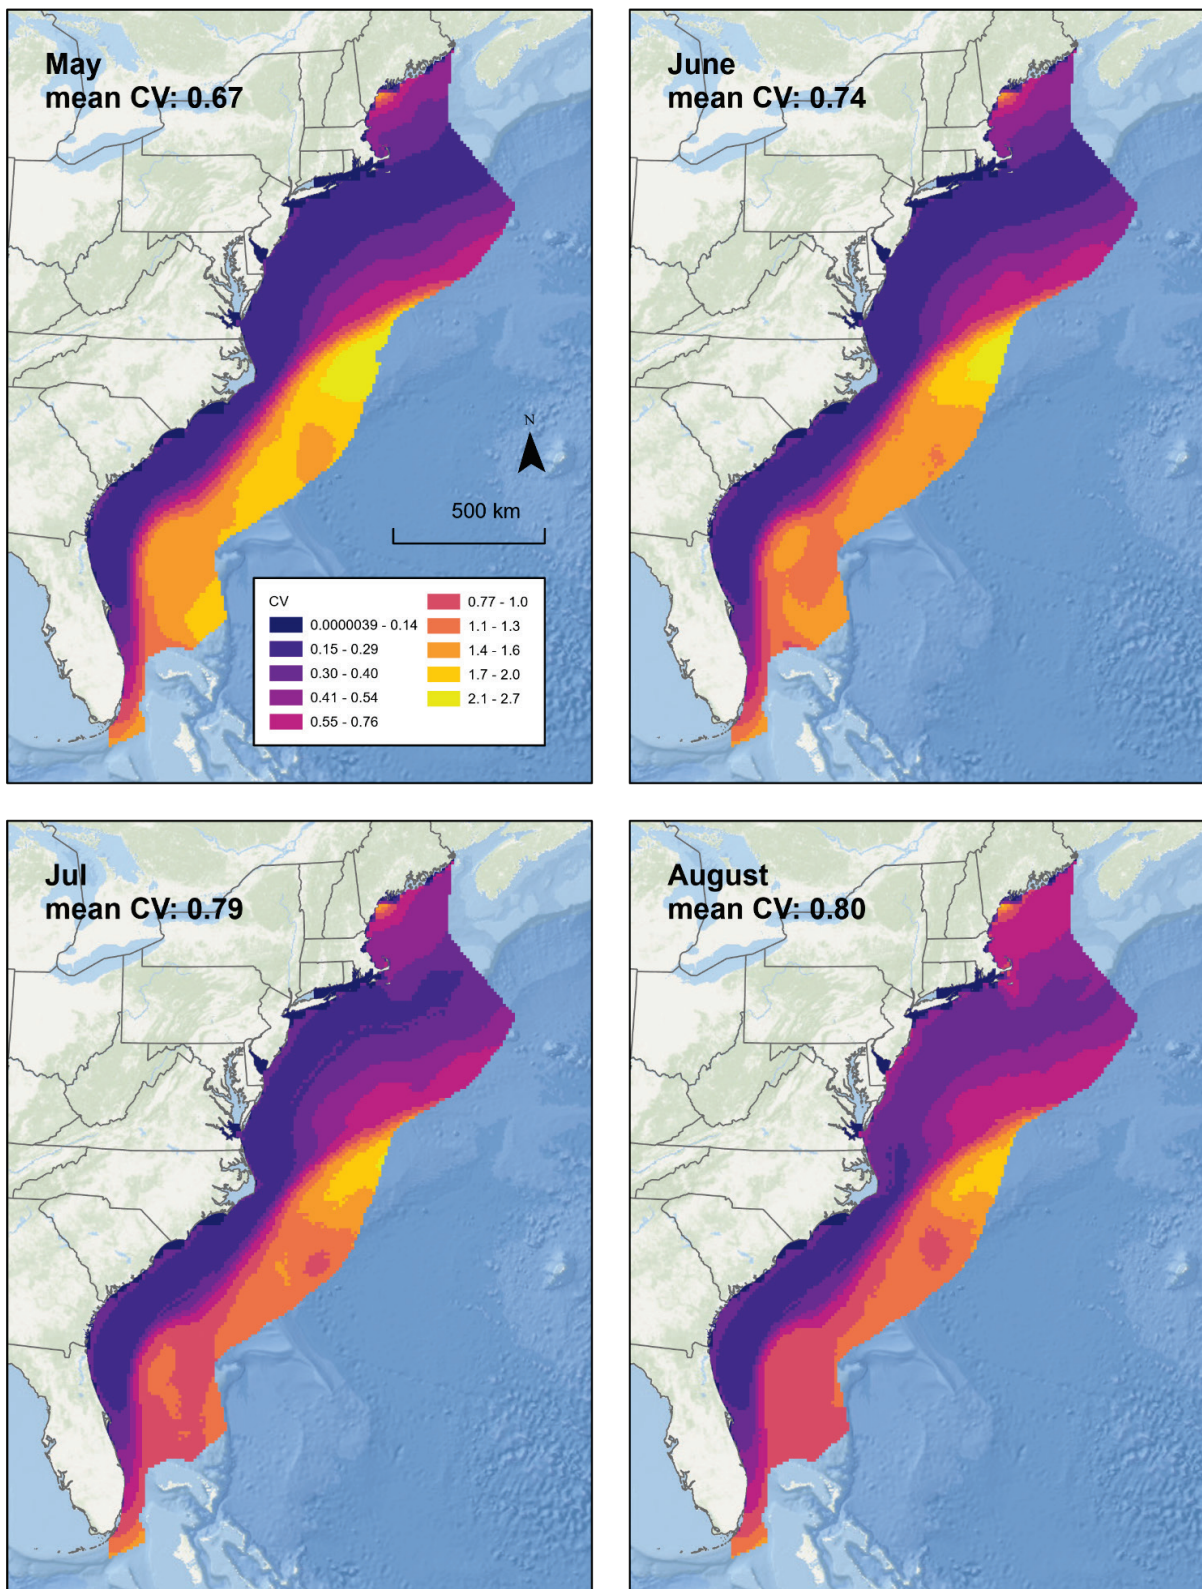 May
mean CV: 0.67
June
mean CV: 0.74
N
500 km
CV
0.0000039 - 0.14
0.15 - 0.29
0.30 - 0.40
0.41 - 0.54
0.55 - 0.76
0.77 - 1.0
1.1 - 1.3
1.4 - 1.6
1.7 - 2.0
2.1 - 2.7
Jul
mean CV: 0.79
August
mean CV: 0.80